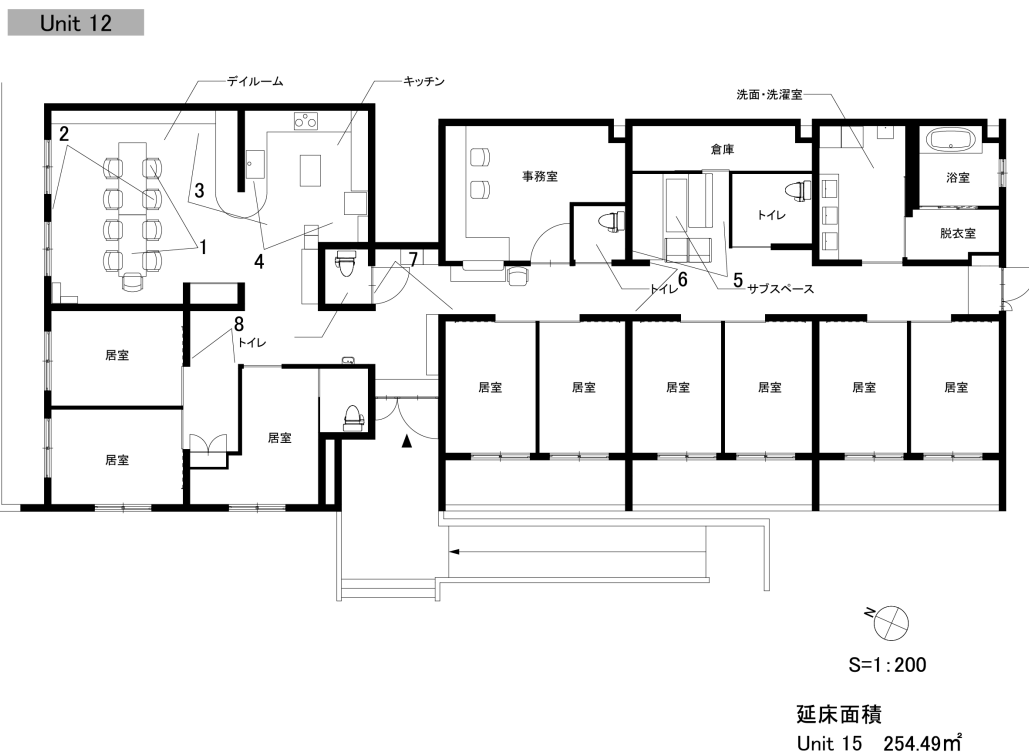 Unit 12
デイルーム
キッチン
洗面・洗濯室
2
倉庫
3
事務室
浴室
トイレ
脱衣室
1
4
7
トイレ
6
5
サブスペース
8
トイレ
居室
居室
居室
居室
居室
居室
居室
居室
居室
N
S=1:200
延床面積
Unit 15 254.49㎡